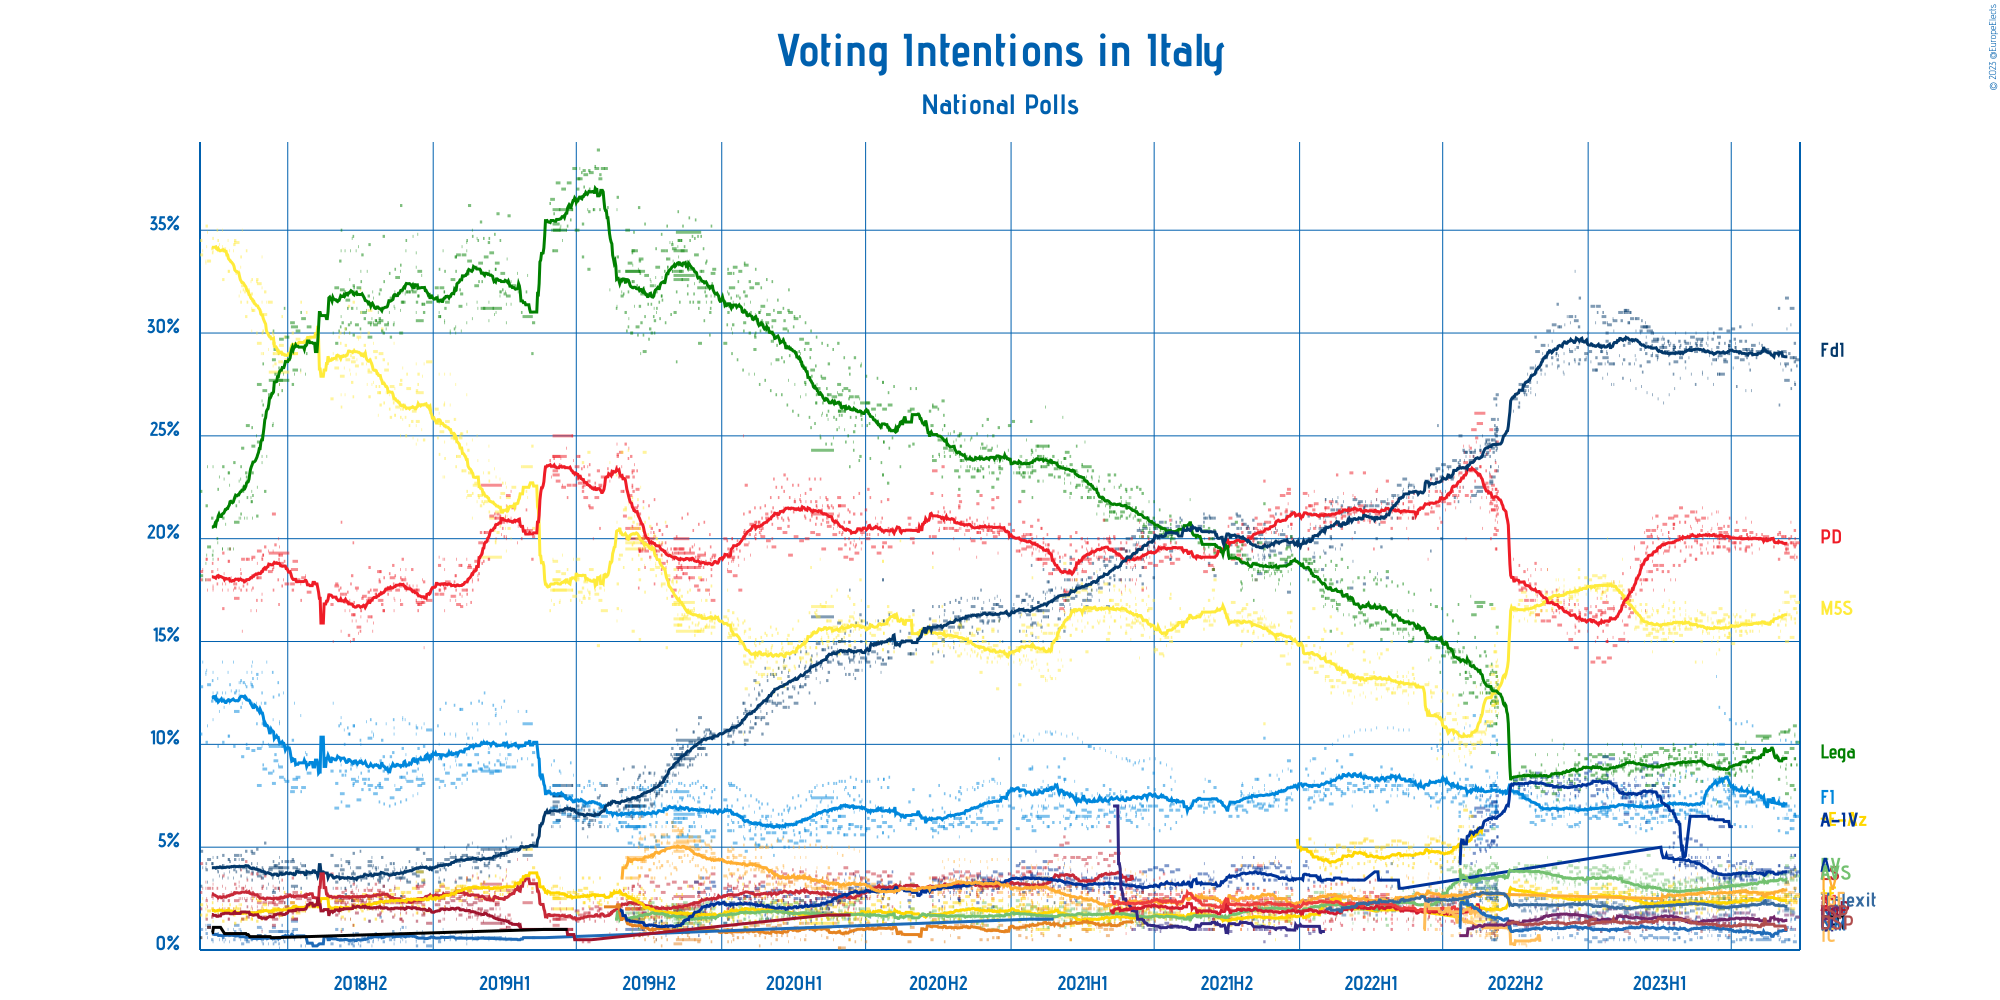 © 2023 @EuropeElects
Voting Intentions in Italy
National Polls
35%
30%
25%
20%
15%
10%
5%
0%
FdI
PD
M5S
Lega
FI
A-IV
A
IC
2018H2
2019H1
2019H2
2020H1
2020H2
2021H1
2021H2
2022H1
2022H2
2023H1